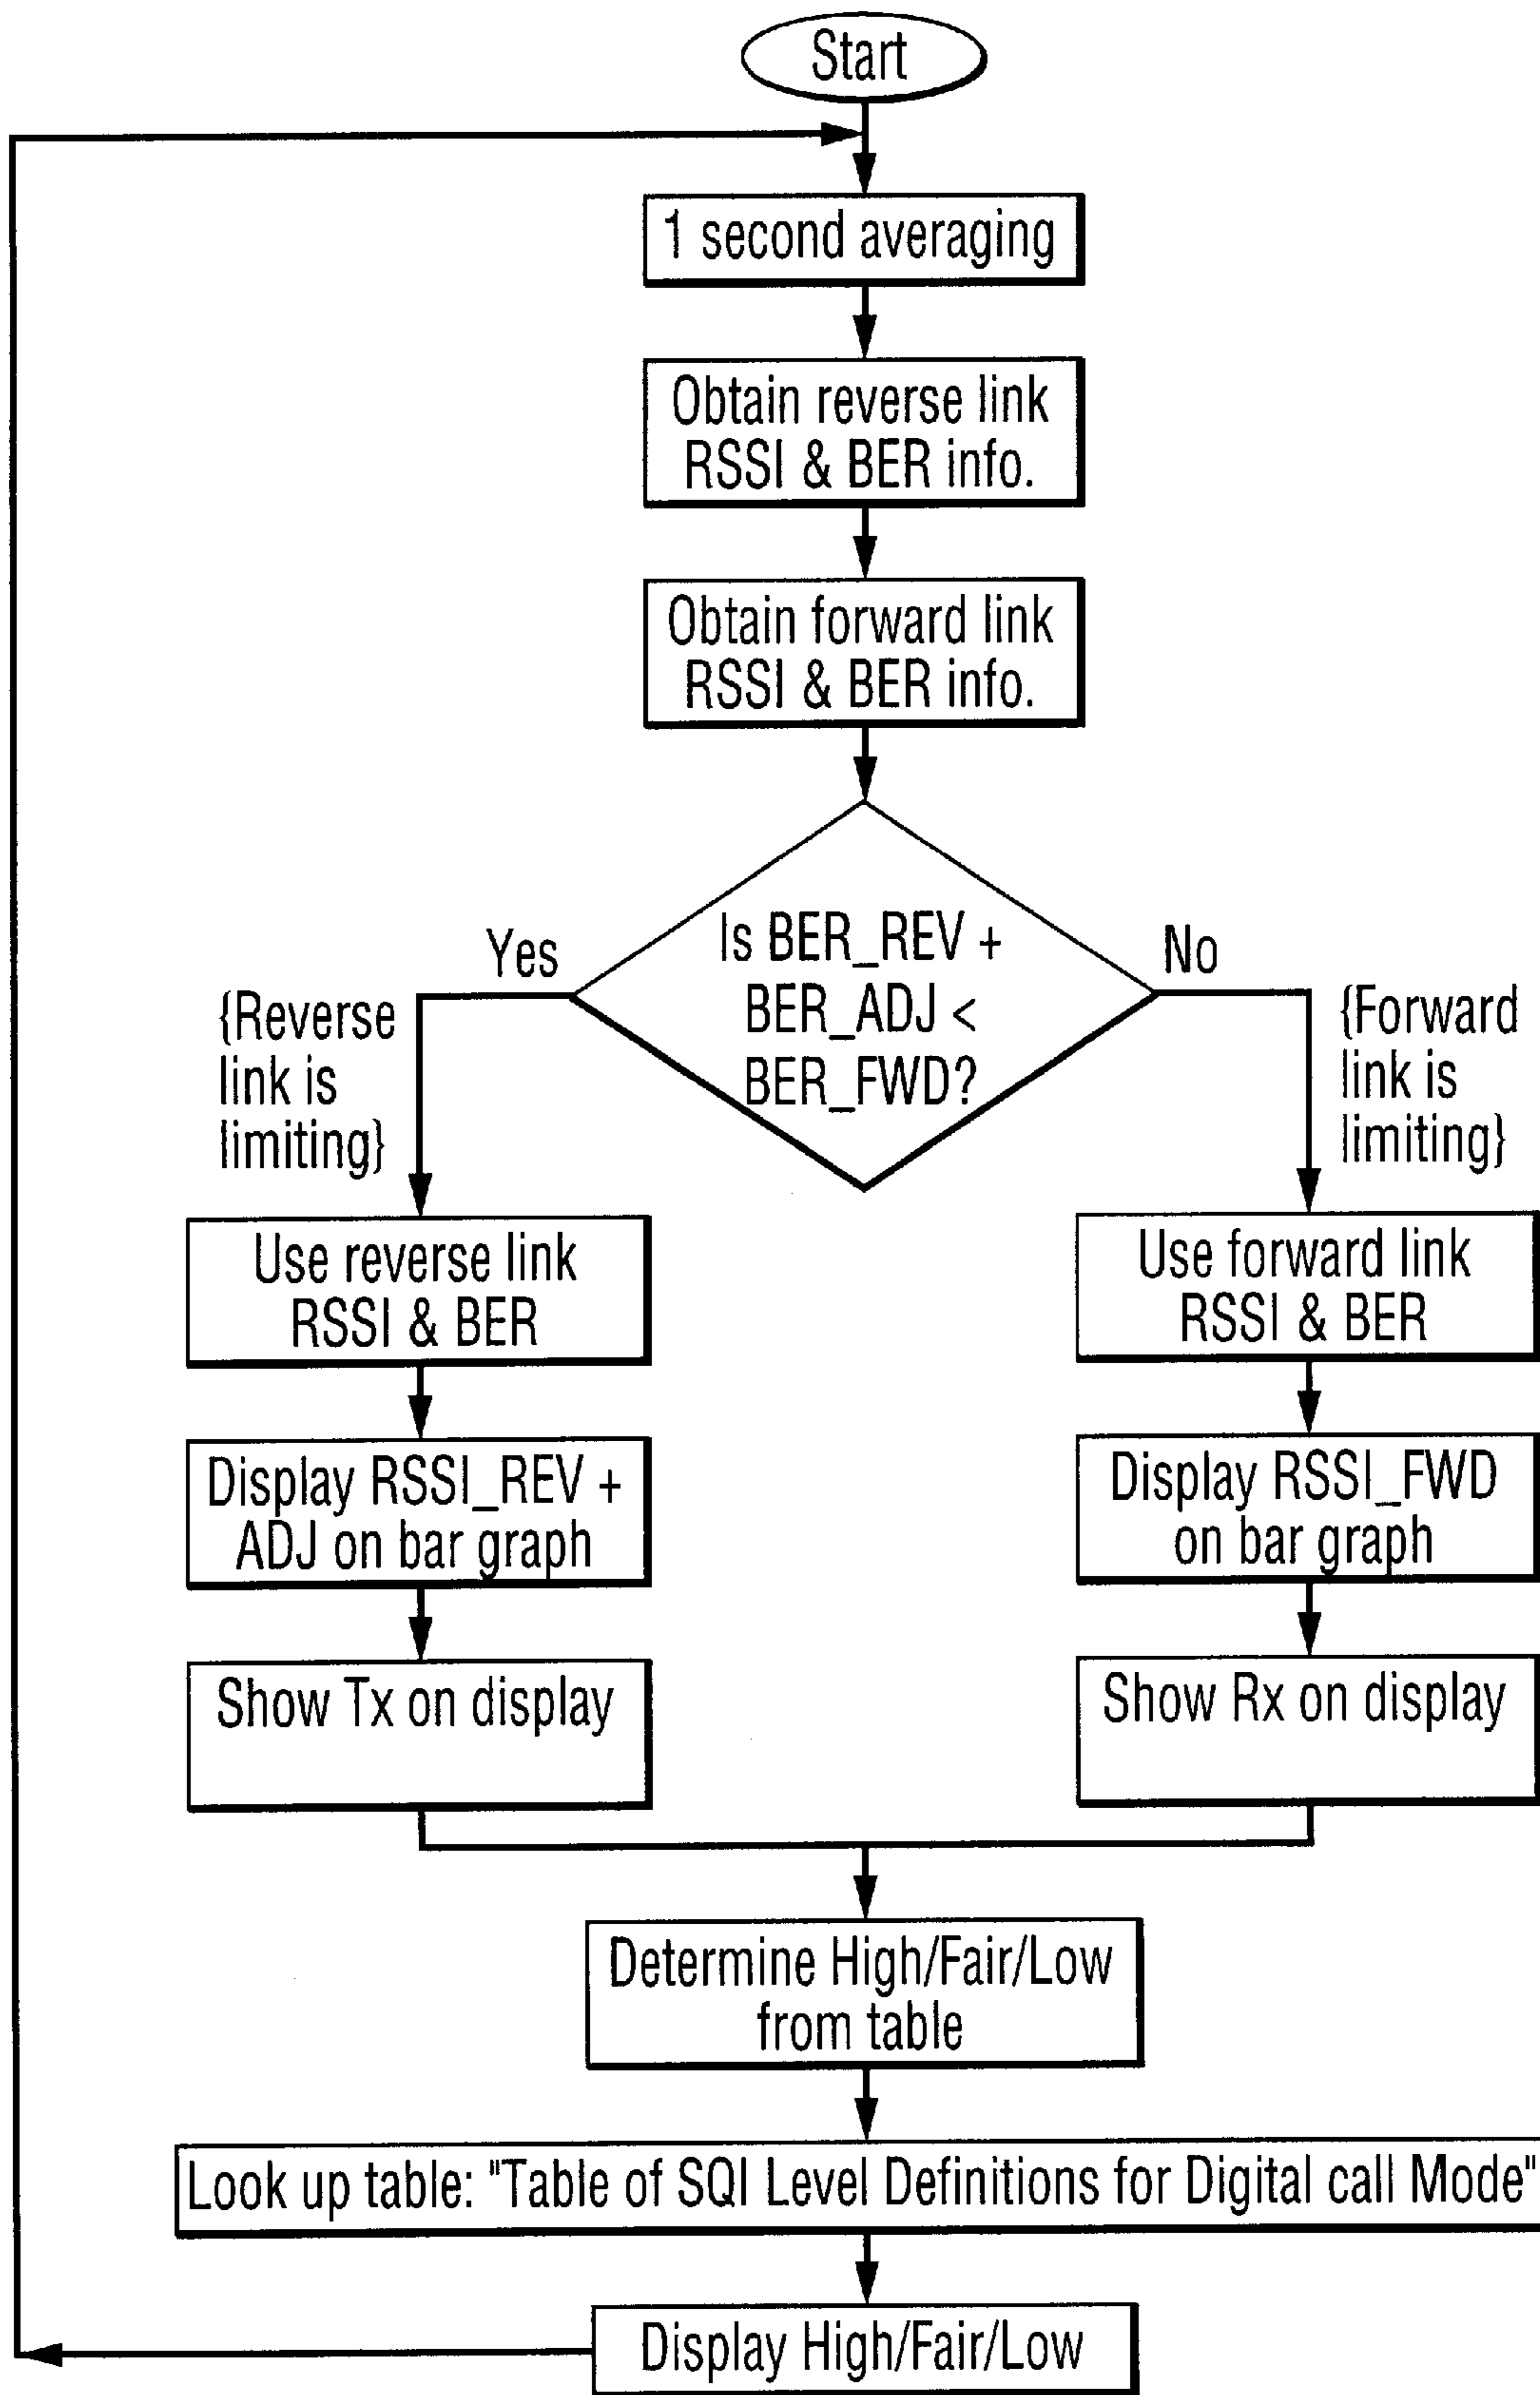 Start
1 second averaging
Obtain reverse link
RSSI & BER info.
Obtain forward link
RSSI & BER info.
Is BER_REV +
BER_ADJ <
BER_FWD?
Yes
{Reverse
link is
limiting}
No
{Forward
link is
limiting}
Use reverse link
RSSI & BER
Display RSSI_REV +
ADJ on bar graph
Show Tx on display
Use forward link
RSSI & BER
Display RSSI_FWD
on bar graph
Show Rx on display
Determine High/Fair/Low
from table
Look up table: "Table of SQI Level Definitions for Digital call Mode"
Display High/Fair/Low